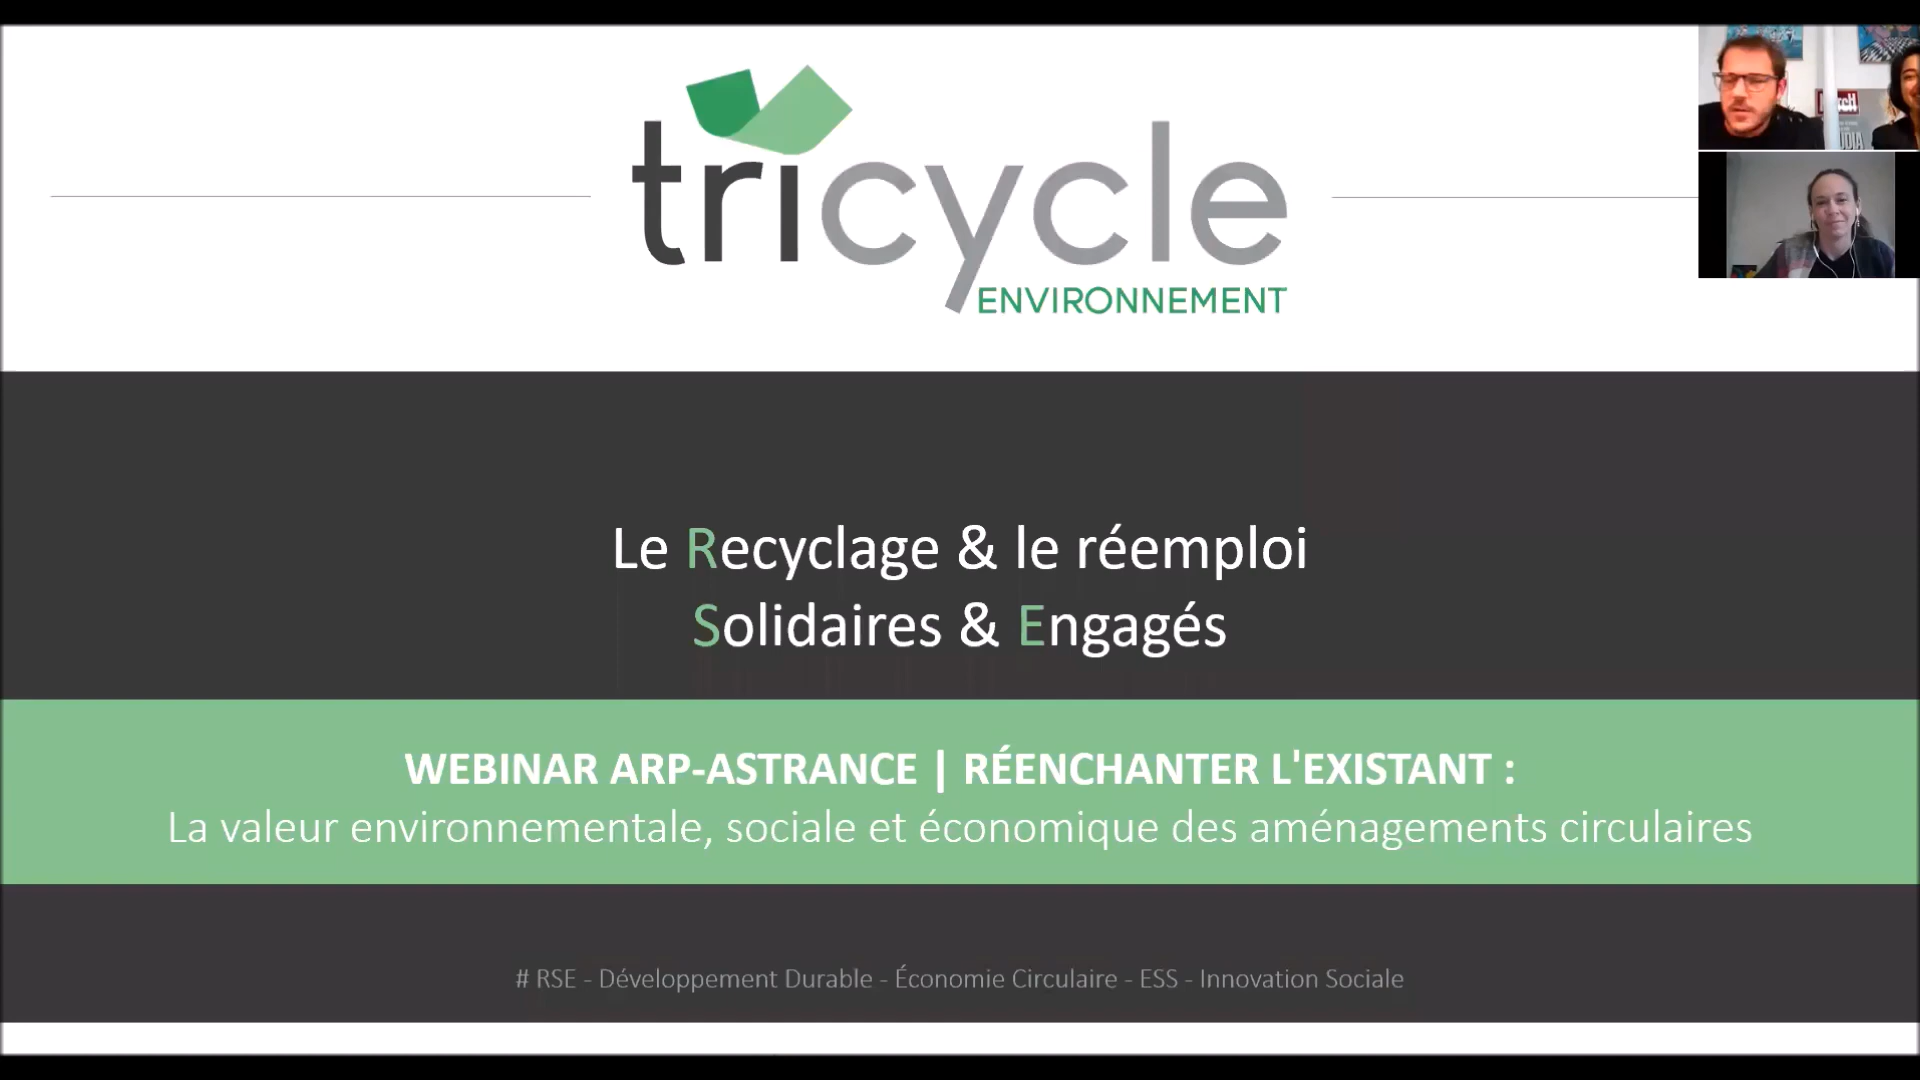 tricycle
ENVIRONNEMENT
Le Recyclage & le réemploi
Solidaires & Engagés
WEBINAR ARP-ASTRANCE | RÉENCHANTER L'EXISTANT :
La valeur environnementale, sociale et économique des aménagements circulaires
# RSE - Développement Durable - Économie Circulaire - ESS - Innovation Sociale